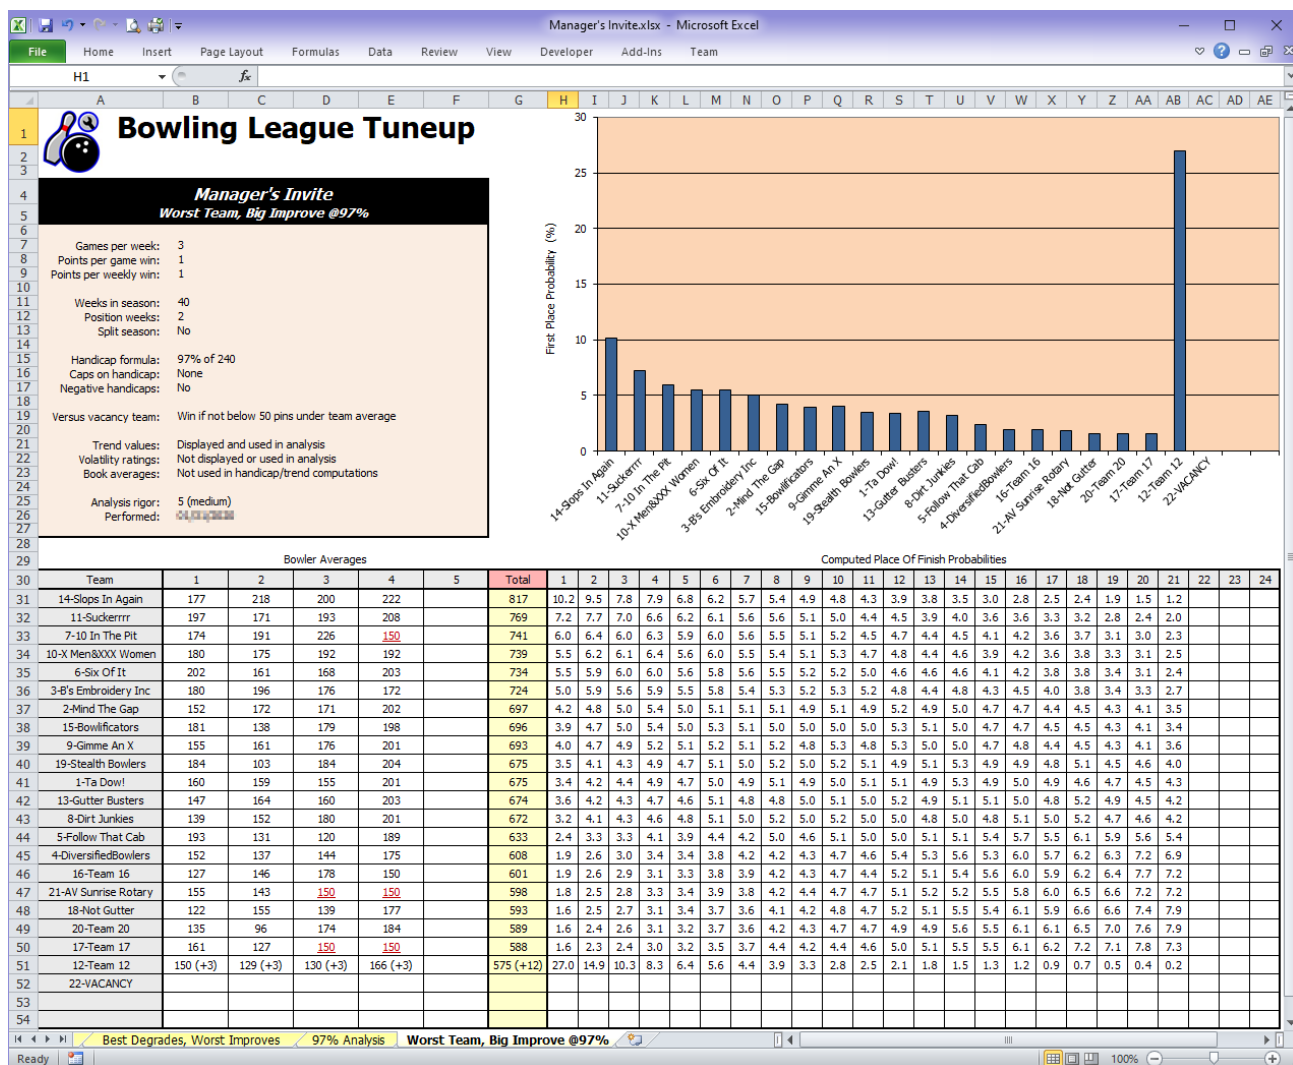 Manager's Invite.xlsx - Microsoft Excel
File Home Insert Page Layout Formulas Data Review View Developer Add-Ins Team
H1 fx
A B C D E F G H I J K L M N O P Q R S T U V W X Y Z AA AB AC AD AE
Bowling League Tuneup
Manager's Invite
Worst Team, Big Improve @97%
Games per week: 3
Points per game win: 1
Points per weekly win: 1
Weeks in season: 40
Position weeks: 2
Split season: No
Handicap formula: 97% of 240
Caps on handicap: None
Negative handicaps: No
Versus vacancy team: Win if not below 50 pins under team average
Trend values: Displayed and used in analysis
Volatility ratings: Not displayed or used in analysis
Book averages: Not used in handicap/trend computations
Analysis rigor: 5 (medium)
Performed:
First Place Probability (%)
30
25
20
15
10
5
0
14-Slops In Again 11-Suckerrrr 7-10 In The Pit 10-X Men&XXX Women 6-Six Of It 3-B's Embroidery Inc 2-Mind The Gap 15-Bowlificators 9-Gimme An X 19-Stealth Bowlers 1-Ta Dow! 13-Gutter Busters 8-Dirt Junkies 5-Follow That Cab 4-DiversifiedBowlers 16-Team 16 21-AV Sunrise Rotary 18-Not Gutter 20-Team 20 17-Team 17 12-Team 12 22-VACANCY
29 Bowler Averages Computed Place Of Finish Probabilities
30 Team 1 2 3 4 5 Total 1 2 3 4 5 6 7 8 9 10 11 12 13 14 15 16 17 18 19 20 21 22 23 24
31 14-Slops In Again 177 218 200 222 817 10.2 9.5 7.8 7.9 6.8 6.2 5.7 5.4 4.9 4.8 4.3 3.9 3.8 3.5 3.0 2.8 2.5 2.4 1.9 1.5 1.2
32 11-Suckerrrr 197 171 193 208 769 7.2 7.7 7.0 6.6 6.2 6.1 5.6 5.6 5.1 5.0 4.4 4.5 3.9 4.0 3.6 3.6 3.3 3.2 2.8 2.4 2.0
33 7-10 In The Pit 174 191 226 150 741 6.0 6.4 6.0 6.3 5.9 6.0 5.6 5.5 5.1 5.2 4.5 4.7 4.4 4.5 4.1 4.2 3.6 3.7 3.1 3.0 2.3
34 10-X Men&XXX Women 180 175 192 192 739 5.5 6.2 6.1 6.4 5.6 6.0 5.5 5.4 5.1 5.3 4.7 4.8 4.4 4.6 3.9 4.2 3.6 3.8 3.3 3.1 2.5
35 6-Six Of It 202 161 168 203 734 5.5 5.9 6.0 6.0 5.6 5.8 5.6 5.5 5.2 5.2 5.0 4.6 4.6 4.6 4.1 4.2 3.8 3.8 3.4 3.1 2.4
36 3-B's Embroidery Inc 180 196 176 172 724 5.0 5.9 5.6 5.9 5.5 5.8 5.4 5.3 5.2 5.3 5.2 4.8 4.4 4.8 4.3 4.5 4.0 3.8 3.4 3.3 2.7
37 2-Mind The Gap 152 172 171 202 697 4.2 4.8 5.0 5.4 5.0 5.1 5.1 5.1 4.9 5.1 4.9 5.2 4.9 5.0 4.7 4.7 4.4 4.5 4.3 4.1 3.5
38 15-Bowlificators 181 138 179 198 696 3.9 4.7 5.0 5.4 5.0 5.3 5.1 5.0 5.0 5.0 5.0 5.3 5.1 5.0 4.7 4.7 4.5 4.5 4.3 4.1 3.4
39 9-Gimme An X 155 161 176 201 693 4.0 4.7 4.9 5.2 5.1 5.2 5.1 5.2 4.8 5.3 4.8 5.3 5.0 5.0 4.7 4.8 4.4 4.5 4.3 4.1 3.6
40 19-Stealth Bowlers 184 103 184 204 675 3.5 4.1 4.3 4.9 4.7 5.1 5.0 5.2 5.0 5.2 5.1 4.9 5.1 5.3 4.9 4.9 4.8 5.1 4.5 4.6 4.0
41 1-Ta Dow! 160 159 155 201 675 3.4 4.2 4.4 4.9 4.7 5.0 4.9 5.1 4.9 5.0 5.1 5.1 4.9 5.3 4.9 5.0 4.9 4.6 4.7 4.5 4.3
42 13-Gutter Busters 147 164 160 203 674 3.6 4.2 4.3 4.7 4.6 5.1 4.8 4.8 5.0 5.1 5.0 5.2 4.9 5.1 5.1 5.0 4.8 5.2 4.9 4.5 4.2
43 8-Dirt Junkies 139 152 180 201 672 3.2 4.1 4.3 4.6 4.8 5.1 5.0 5.2 5.0 5.2 5.0 5.0 4.8 5.0 4.8 5.1 5.0 5.2 4.7 4.6 4.2
44 5-Follow That Cab 193 131 120 189 633 2.4 3.3 3.3 4.1 3.9 4.4 4.2 5.0 4.6 5.1 5.0 5.0 5.1 5.1 5.4 5.7 5.5 6.1 5.9 5.6 5.4
45 4-DiversifiedBowlers 152 137 144 175 608 1.9 2.6 3.0 3.4 3.4 3.8 4.2 4.2 4.3 4.7 4.6 5.4 5.3 5.6 5.3 6.0 5.7 6.2 6.3 7.2 6.9
46 16-Team 16 127 146 178 150 601 1.9 2.6 2.9 3.1 3.3 3.8 3.9 4.2 4.3 4.7 4.4 5.2 5.1 5.4 5.6 6.0 5.9 6.2 6.4 7.7 7.2
47 21-AV Sunrise Rotary 155 143 150 150 598 1.8 2.5 2.8 3.3 3.4 3.9 3.8 4.2 4.4 4.7 4.7 5.1 5.2 5.2 5.5 5.8 6.0 6.5 6.6 7.2 7.2
48 18-Not Gutter 122 155 139 177 593 1.6 2.5 2.7 3.1 3.4 3.7 3.6 4.1 4.2 4.8 4.7 5.2 5.1 5.5 5.4 6.1 5.9 6.6 6.6 7.4 7.9
49 20-Team 20 135 96 174 184 589 1.6 2.4 2.6 3.1 3.2 3.7 3.6 4.2 4.3 4.7 4.7 4.9 4.9 5.6 5.5 6.1 6.1 6.5 7.0 7.6 7.9
50 17-Team 17 161 127 150 150 588 1.6 2.3 2.4 3.0 3.2 3.5 3.7 4.4 4.2 4.4 4.6 5.0 5.1 5.5 5.5 6.1 6.2 7.2 7.1 7.8 7.3
51 12-Team 12 150 (+3) 129 (+3) 130 (+3) 166 (+3) 575 (+12) 27.0 14.9 10.3 8.3 6.4 5.6 4.4 3.9 3.3 2.8 2.5 2.1 1.8 1.5 1.3 1.2 0.9 0.7 0.5 0.4 0.2
52 22-VACANCY
53
54
Best Degrades, Worst Improves 97% Analysis Worst Team, Big Improve @97%
Ready 100%